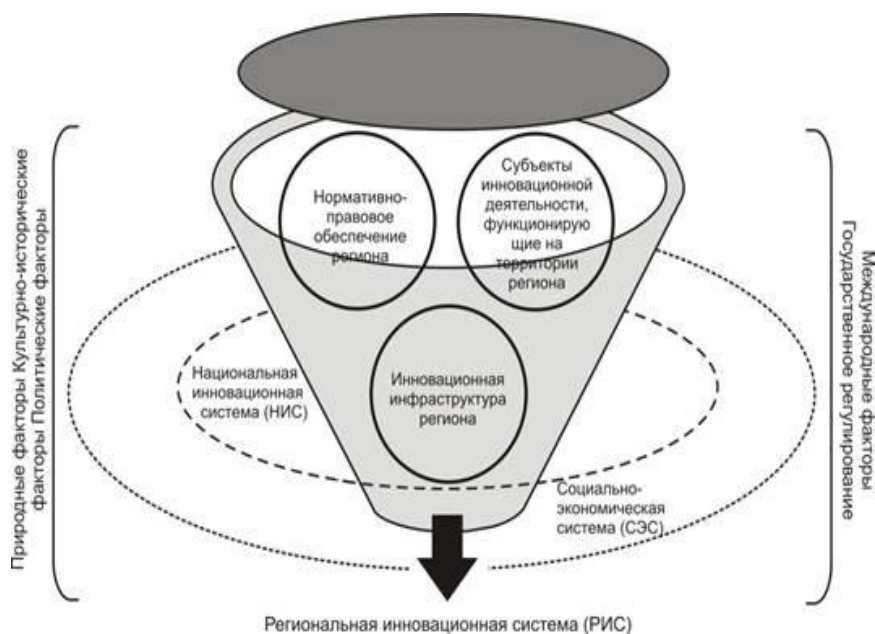 Природные факторы Культурно-исторические
факторы Политические факторы
Нормативно-
правовое
обеспечение
региона
Субъекты
инновационной
деятельности,
функционирую
щие на
территории
региона
Национальная
инновационная
система (НИС)
Инновационная
инфраструктура
региона
Социально-
экономическая
система (СЭС)
Международные факторы
Государственное регулирование
Региональная инновационная система (РИС)